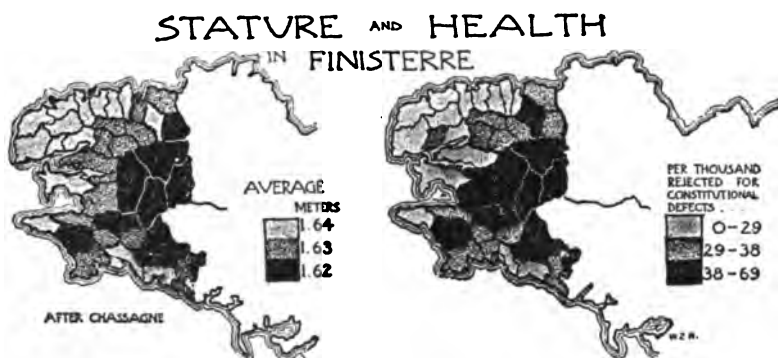 STATURE AND HEALTH
IN FINISTERRE
AVERAGE
METERS
1.64
1.63
1.62
AFTER CHASSAGNE
PER THOUSAND
REJECTED FOR
CONSTITUTIONAL
DEFECTS...
0-29
29-38
38-69
W.Z.R.